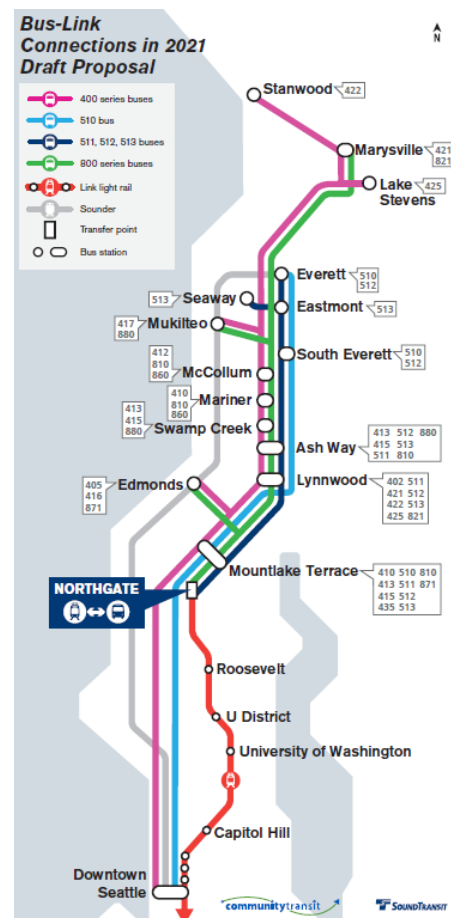 Bus-Link
Connections in 2021
Draft Proposal
N
400 series buses
510 bus
511, 512, 513 buses
800 series buses
Link light rail
Sounder
Transfer point
Bus station
Stanwood
422
Marysville
421
821
Lake
Stevens
425
Everett
510
512
513
Seaway
Eastmont
513
417
880
Mukilteo
South Everett
510
512
412
810
860
McCollum
410
810
860
Mariner
413
415
880
Swamp Creek
Ash Way
413 512 880
415 513
511 810
Lynnwood
402 511
421 512
422 513
425 821
405
416
871
Edmonds
Mountlake Terrace
410 510 810
413 511 871
415 512
435 513
NORTHGATE
Roosevelt
U District
University of Washington
Capitol Hill
Downtown
Seattle
communitytransit
SOUNDTRANSIT